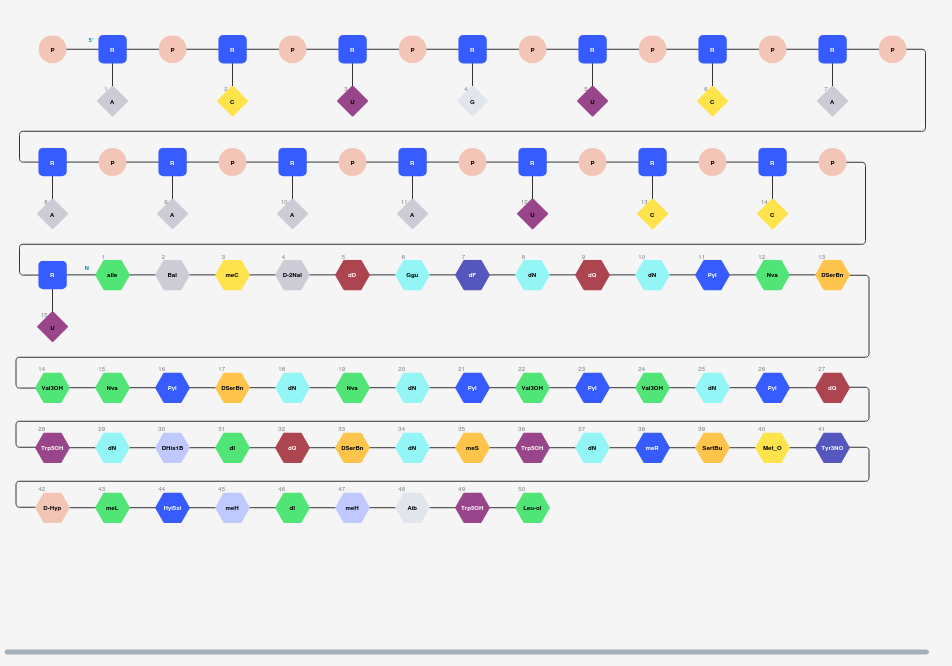 P 5' R P R P R P R P R P R P R P
1 2 3 4 5 6 7
A C U G U C A
R P R P R P R P R P R P R P
8 9 10 11 12 13 14
A A A A U C C
1 2 3 4 5 6 7 8 9 10 11 12 13
R N aIle Bal meC D-2Nal dD Ggu dF dN dQ dN Pyl Nva DSerBn
15
U
14 15 16 17 18 19 20 21 22 23 24 25 26 27
Val3OH Nva Pyl DSerBn dN Nva dN Pyl Val3OH Pyl Val3OH dN Pyl dQ
28 29 30 31 32 33 34 35 36 37 38 39 40 41
Trp5OH dN DHis1B dI dQ DSerBn dN meS Trp5OH dN meR SertBu Met_O Tyr3NO
42 43 44 45 46 47 48 49 50
D-Hyp meL Hyl5xi meH dI meH Aib Trp5OH Leu-ol